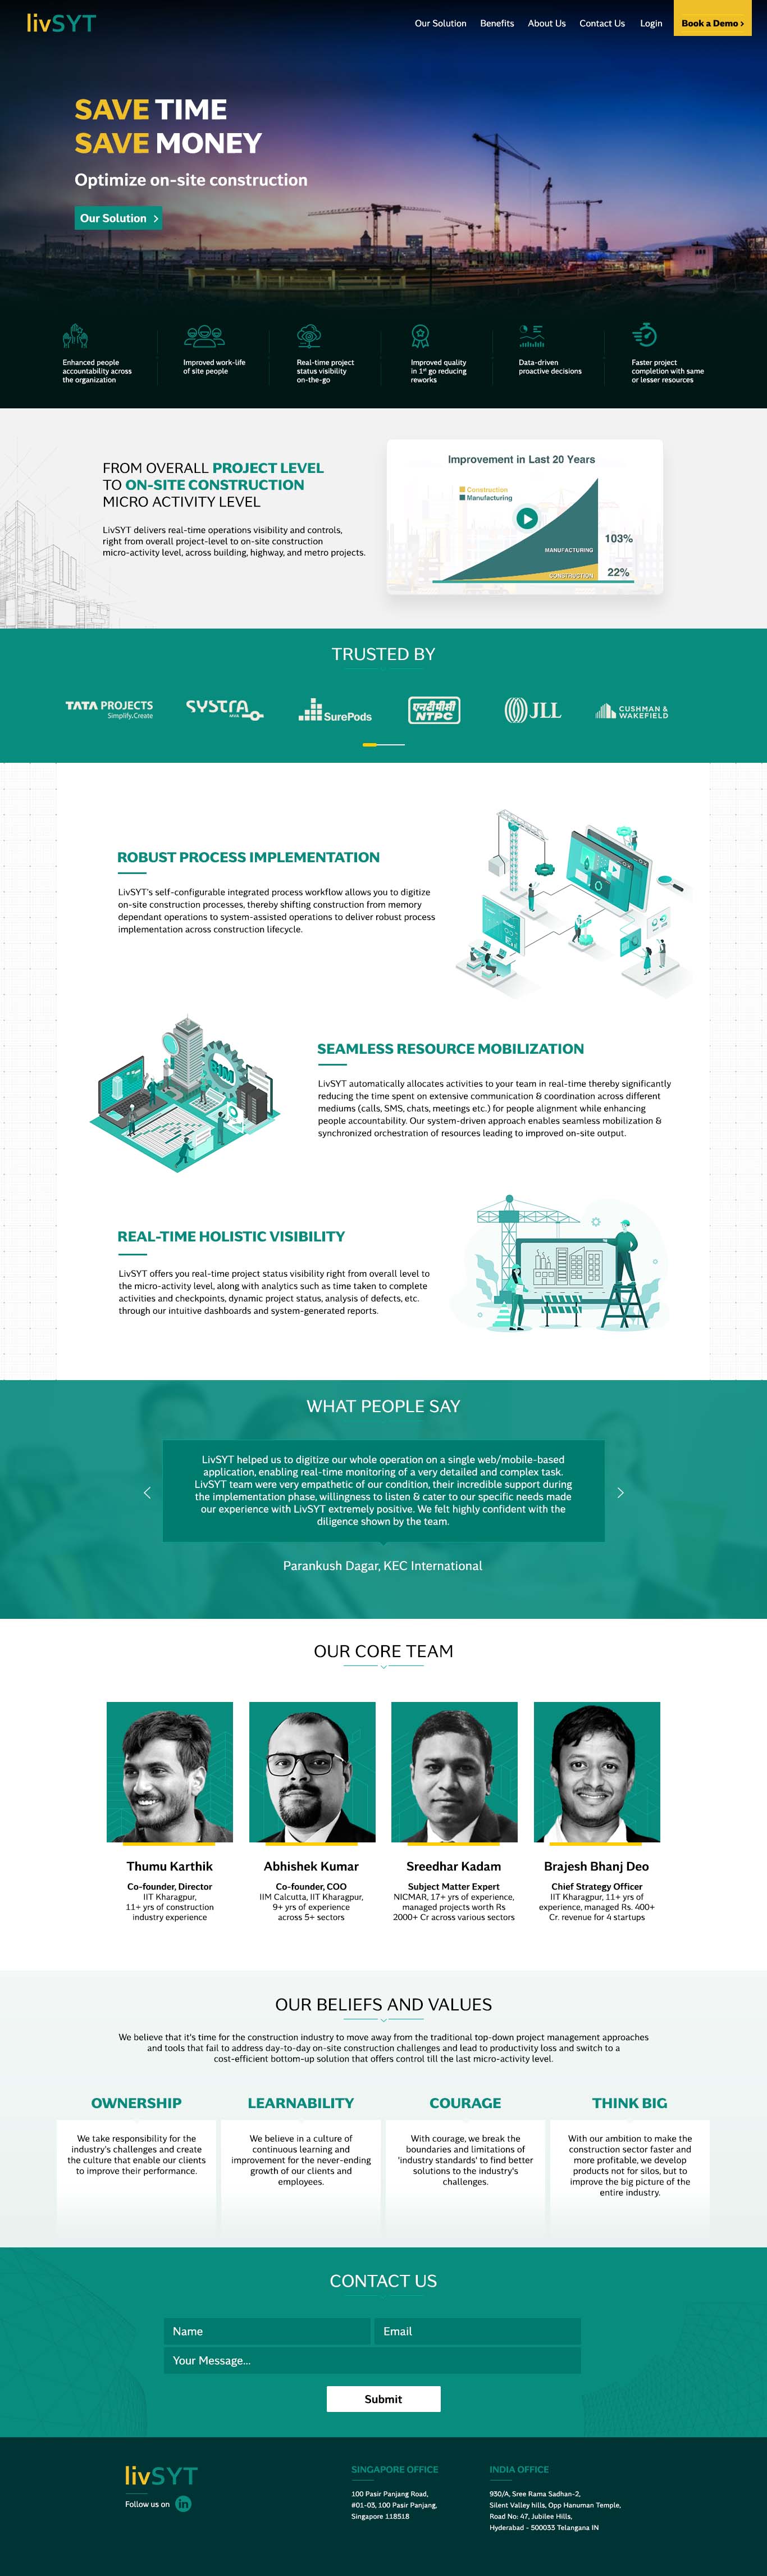 livSYT
Our Solution Benefits About Us Contact Us Login Book a Demo >
SAVE TIME
SAVE MONEY
Optimize on-site construction
Our Solution >
Enhanced people
accountability across
the organization
Improved work-life
of site people
Real-time project
status visibility
on-the-go
Improved quality
in 1st go reducing
reworks
Data-driven
proactive decisions
Faster project
completion with same
or lesser resources
FROM OVERALL PROJECT LEVEL
TO ON-SITE CONSTRUCTION
MICRO ACTIVITY LEVEL
LivSYT delivers real-time operations visibility and controls,
right from overall project-level to on-site construction
micro-activity level, across building, highway, and metro projects.
Improvement in Last 20 Years
Construction
Manufacturing
103%
MANUFACTURING
22%
CONSTRUCTION
TRUSTED BY
TATA PROJECTS
Simplify.Create
SYSTRA
SurePods
एनटीपीसी
NTPC
JLL
CUSHMAN &
WAKEFIELD
ROBUST PROCESS IMPLEMENTATION
LivSYT's self-configurable integrated process workflow allows you to digitize
on-site construction processes, thereby shifting construction from memory
dependant operations to system-assisted operations to deliver robust process
implementation across construction lifecycle.
BIM
SEAMLESS RESOURCE MOBILIZATION
LivSYT automatically allocates activities to your team in real-time thereby significantly
reducing the time spent on extensive communication & coordination across different
mediums (calls, SMS, chats, meetings etc.) for people alignment while enhancing
people accountability. Our system-driven approach enables seamless mobilization &
synchronized orchestration of resources leading to improved on-site output.
REAL-TIME HOLISTIC VISIBILITY
LivSYT offers you real-time project status visibility right from overall level to
the micro-activity level, along with analytics such as time taken to complete
activities and checkpoints, dynamic project status, analysis of defects, etc.
through our intuitive dashboards and system-generated reports.
WHAT PEOPLE SAY
LivSYT helped us to digitize our whole operation on a single web/mobile-based
application, enabling real-time monitoring of a very detailed and complex task.
LivSYT team were very empathetic of our condition, their incredible support during
the implementation phase, willingness to listen & cater to our specific needs made
our experience with LivSYT extremely positive. We felt highly confident with the
diligence shown by the team.
Parankush Dagar, KEC International
OUR CORE TEAM
Thumu Karthik
Co-founder, Director
IIT Kharagpur,
11+ yrs of construction
industry experience
Abhishek Kumar
Co-founder, COO
IIM Calcutta, IIT Kharagpur,
9+ yrs of experience
across 5+ sectors
Sreedhar Kadam
Subject Matter Expert
NICMAR, 17+ yrs of experience,
managed projects worth Rs
2000+ Cr across various sectors
Brajesh Bhanj Deo
Chief Strategy Officer
IIT Kharagpur, 11+ yrs of
experience, managed Rs. 400+
Cr. revenue for 4 startups
OUR BELIEFS AND VALUES
We believe that it's time for the construction industry to move away from the traditional top-down project management approaches
and tools that fail to address day-to-day on-site construction challenges and lead to productivity loss and switch to a
cost-efficient bottom-up solution that offers control till the last micro-activity level.
OWNERSHIP
We take responsibility for the
industry's challenges and create
the culture that enable our clients
to improve their performance.
LEARNABILITY
We believe in a culture of
continuous learning and
improvement for the never-ending
growth of our clients and
employees.
COURAGE
With courage, we break the
boundaries and limitations of
'industry standards' to find better
solutions to the industry's
challenges.
THINK BIG
With our ambition to make the
construction sector faster and
more profitable, we develop
products not for silos, but to
improve the big picture of the
entire industry.
CONTACT US
Name
Email
Your Message...
Submit
livSYT
Follow us on in
SINGAPORE OFFICE
100 Pasir Panjang Road,
#01-03, 100 Pasir Panjang,
Singapore 118518
INDIA OFFICE
930/A, Sree Rama Sadhan-2,
Silent Valley hills, Opp Hanuman Temple,
Road No: 47, Jubilee Hills,
Hyderabad - 500033 Telangana IN